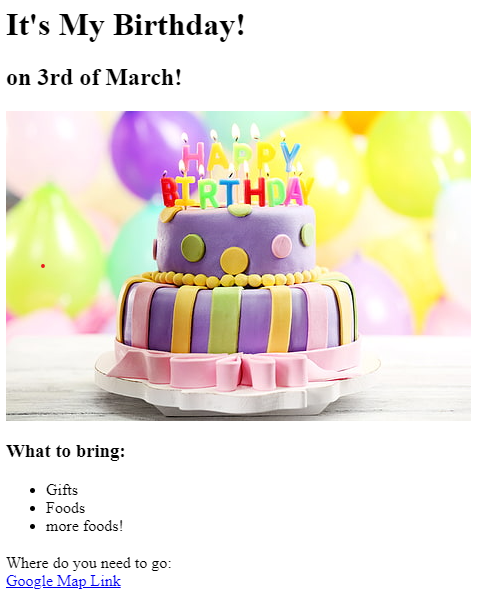 It's My Birthday!
on 3rd of March!
HAPPY
BIRTHDAY
What to bring:
Gifts
Foods
more foods!
Where do you need to go:
Google Map Link